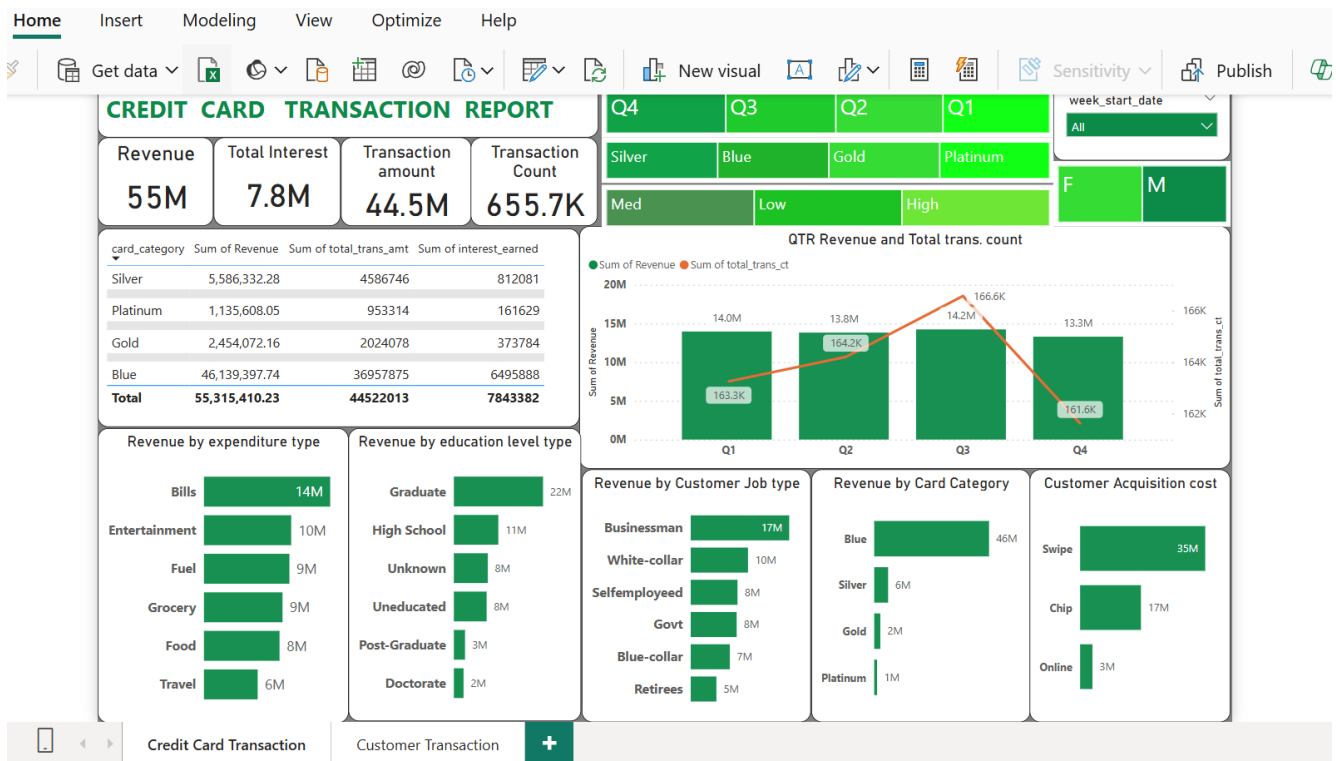 Home Insert Modeling View Optimize Help
Get data New visual Sensitivity Publish
CREDIT CARD TRANSACTION REPORT
Q4 Q3 Q2 Q1
Silver Blue Gold Platinum
Med Low High
week_start_date
All
F M
Revenue
55M
Total Interest
7.8M
Transaction
amount
44.5M
Transaction
Count
655.7K
card_category Sum of Revenue Sum of total_trans_amt Sum of interest_earned
Silver 5,586,332.28 4586746 812081
Platinum 1,135,608.05 953314 161629
Gold 2,454,072.16 2024078 373784
Blue 46,139,397.74 36957875 6495888
Total 55,315,410.23 44522013 7843382
QTR Revenue and Total trans. count
Sum of Revenue Sum of total_trans_ct
20M
15M
10M
5M
0M
Sum of Revenue
14.0M 13.8M 14.2M 13.3M
163.3K 164.2K 166.6K 161.6K
166K
164K
162K
Sum of total_trans_ct
Q1 Q2 Q3 Q4
Revenue by expenditure type
Bills 14M
Entertainment 10M
Fuel 9M
Grocery 9M
Food 8M
Travel 6M
Revenue by education level type
Graduate 22M
High School 11M
Unknown 8M
Uneducated 8M
Post-Graduate 3M
Doctorate 2M
Revenue by Customer Job type
Businessman 17M
White-collar 10M
Selfemployeed 8M
Govt 8M
Blue-collar 7M
Retirees 5M
Revenue by Card Category
Blue 46M
Silver 6M
Gold 2M
Platinum 1M
Customer Acquisition cost
Swipe 35M
Chip 17M
Online 3M
Credit Card Transaction Customer Transaction